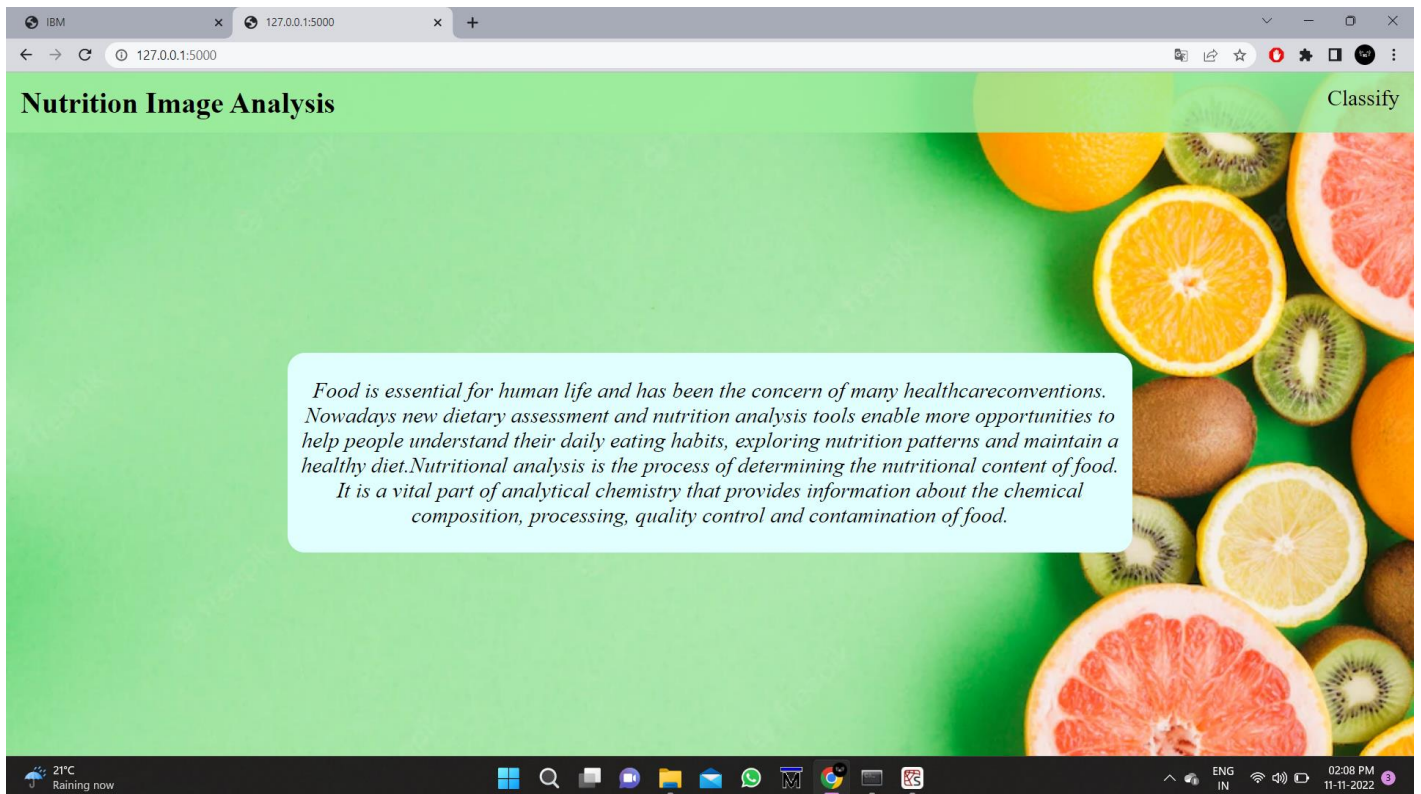 IBM
127.0.0.1:5000
127.0.0.1:5000
Nutrition Image Analysis
Classify
Food is essential for human life and has been the concern of many healthcareconventions.
Nowadays new dietary assessment and nutrition analysis tools enable more opportunities to
help people understand their daily eating habits, exploring nutrition patterns and maintain a
healthy diet.Nutritional analysis is the process of determining the nutritional content of food.
It is a vital part of analytical chemistry that provides information about the chemical
composition, processing, quality control and contamination of food.
21°C
Raining now
ENG
IN
02:08 PM
11-11-2022
3